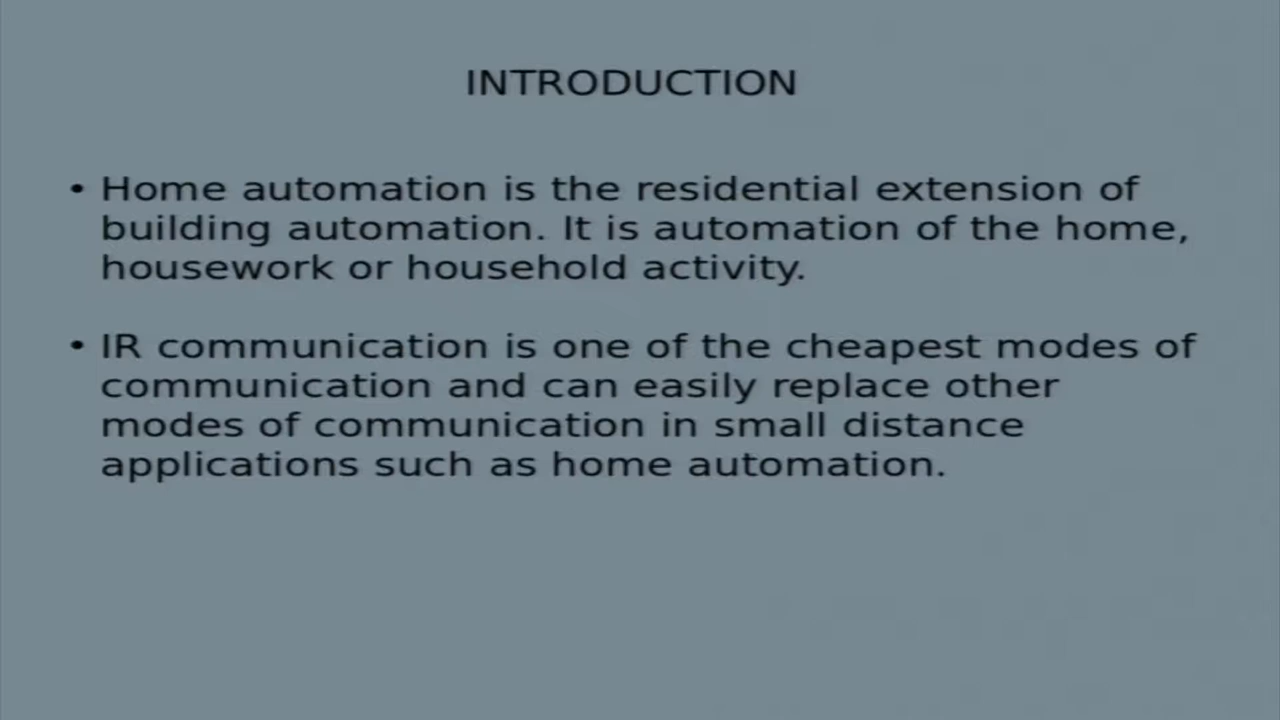 INTRODUCTION
• Home automation is the residential extension of
building automation. It is automation of the home,
housework or household activity.
• IR communication is one of the cheapest modes of
communication and can easily replace other
modes of communication in small distance
applications such as home automation.